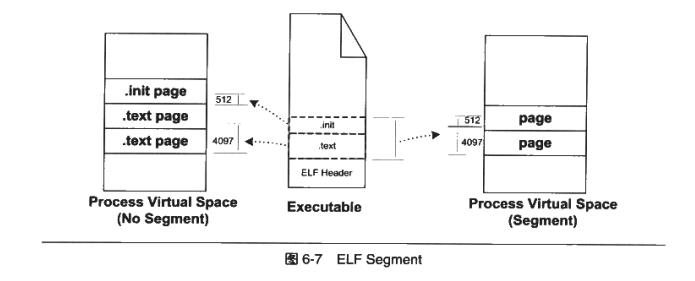 .init page
.text page
.text page
512
4097
.init
.text
ELF Header
512
4097
page
page
Process Virtual Space
(No Segment)
Executable
Process Virtual Space
(Segment)
图 6-7 ELF Segment